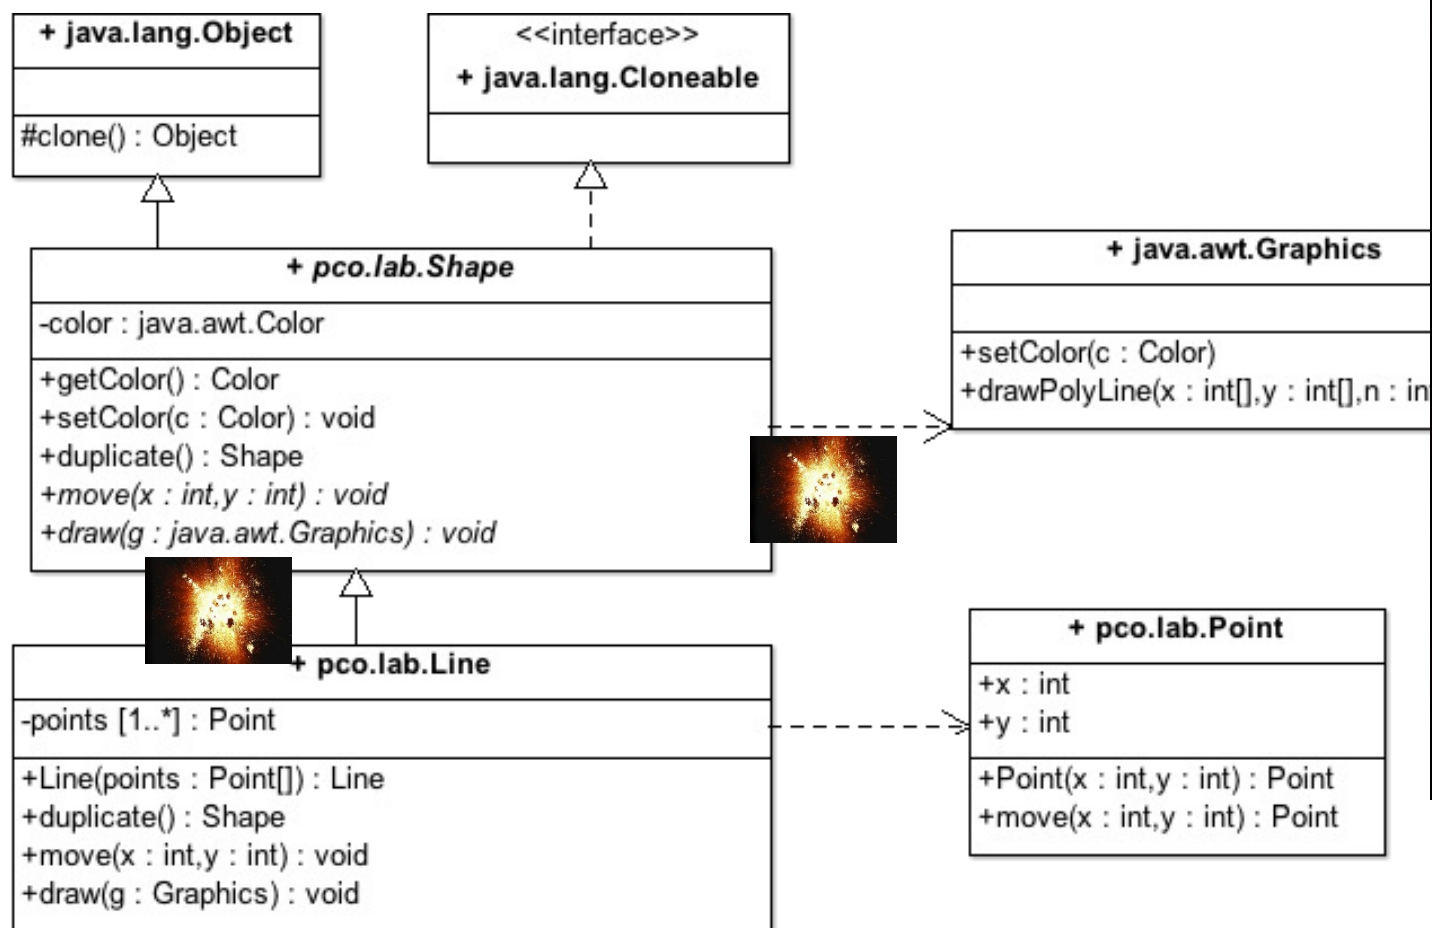 + java.lang.Object
#clone() : Object
<<interface>>
+ java.lang.Cloneable
+ pco.lab.Shape
-color : java.awt.Color
+getColor() : Color
+setColor(c : Color) : void
+duplicate() : Shape
+move(x : int,y : int) : void
+draw(g : java.awt.Graphics) : void
+ java.awt.Graphics
+setColor(c : Color)
+drawPolyLine(x : int[],y : int[],n : in
+ pco.lab.Line
-points [1..*] : Point
+Line(points : Point[]) : Line
+duplicate() : Shape
+move(x : int,y : int) : void
+draw(g : Graphics) : void
+ pco.lab.Point
+x : int
+y : int
+Point(x : int,y : int) : Point
+move(x : int,y : int) : Point